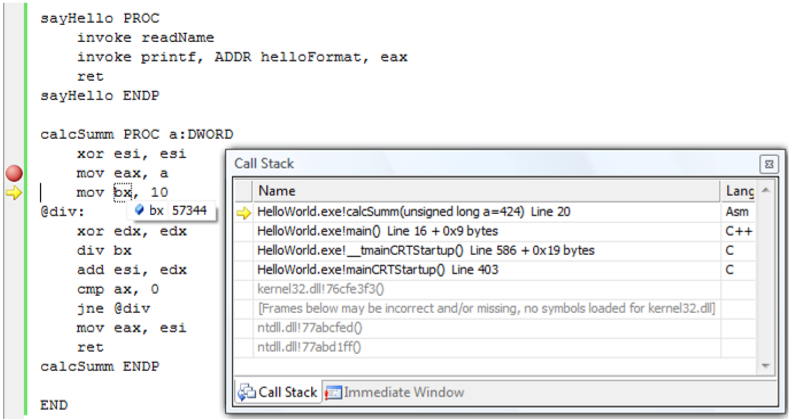 sayHello PROC
invoke readName
invoke printf, ADDR helloFormat, eax
ret
sayHello ENDP
calcSumm PROC a:DWORD
xor esi, esi
mov eax, a
mov bx, 10
bx 57344
@div:
xor edx, edx
div bx
add esi, edx
cmp ax, 0
jne @div
mov eax, esi
ret
calcSumm ENDP
END
Call Stack
Name Lang
HelloWorld.exe!calcSumm(unsigned long a=424) Line 20 Asm
HelloWorld.exe!main() Line 16 + 0x9 bytes C++
HelloWorld.exe!__tmainCRTStartup() Line 586 + 0x19 bytes C
HelloWorld.exe!mainCRTStartup() Line 403 C
kernel32.dll!76cfe3f3()
[Frames below may be incorrect and/or missing, no symbols loaded for kernel32.dll]
ntdll.dll!77abcfed()
ntdll.dll!77abd1ff()
Call Stack Immediate Window